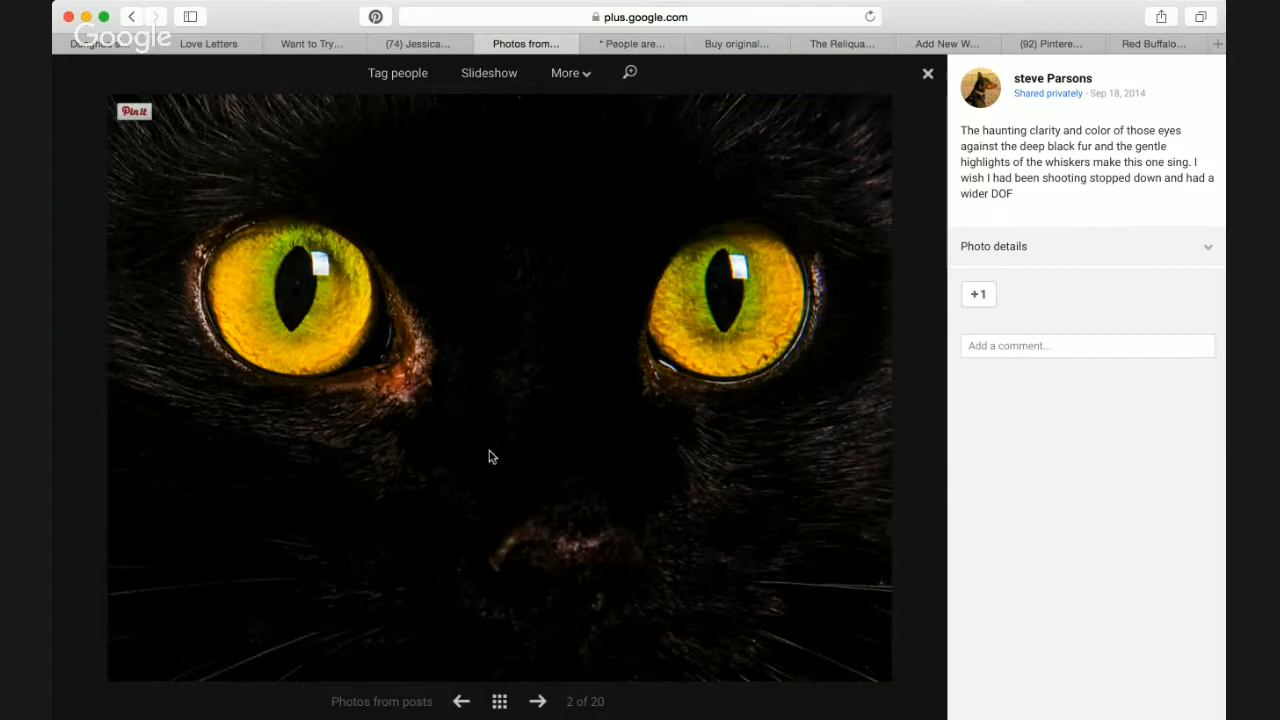 plus.google.com
Google
Love Letters
Want to Try...
(74) Jessica...
Photos from...
* People are...
Buy original...
The Reliqua...
Add New W...
(92) Pintere...
Red Buffalo...
Tag people
Slideshow
More
Pin it
steve Parsons
Shared privately - Sep 18, 2014
The haunting clarity and color of those eyes
against the deep black fur and the gentle
highlights of the whiskers make this one sing. I
wish I had been shooting stopped down and had a
wider DOF
Photo details
+1
Add a comment...
Photos from posts
2 of 20